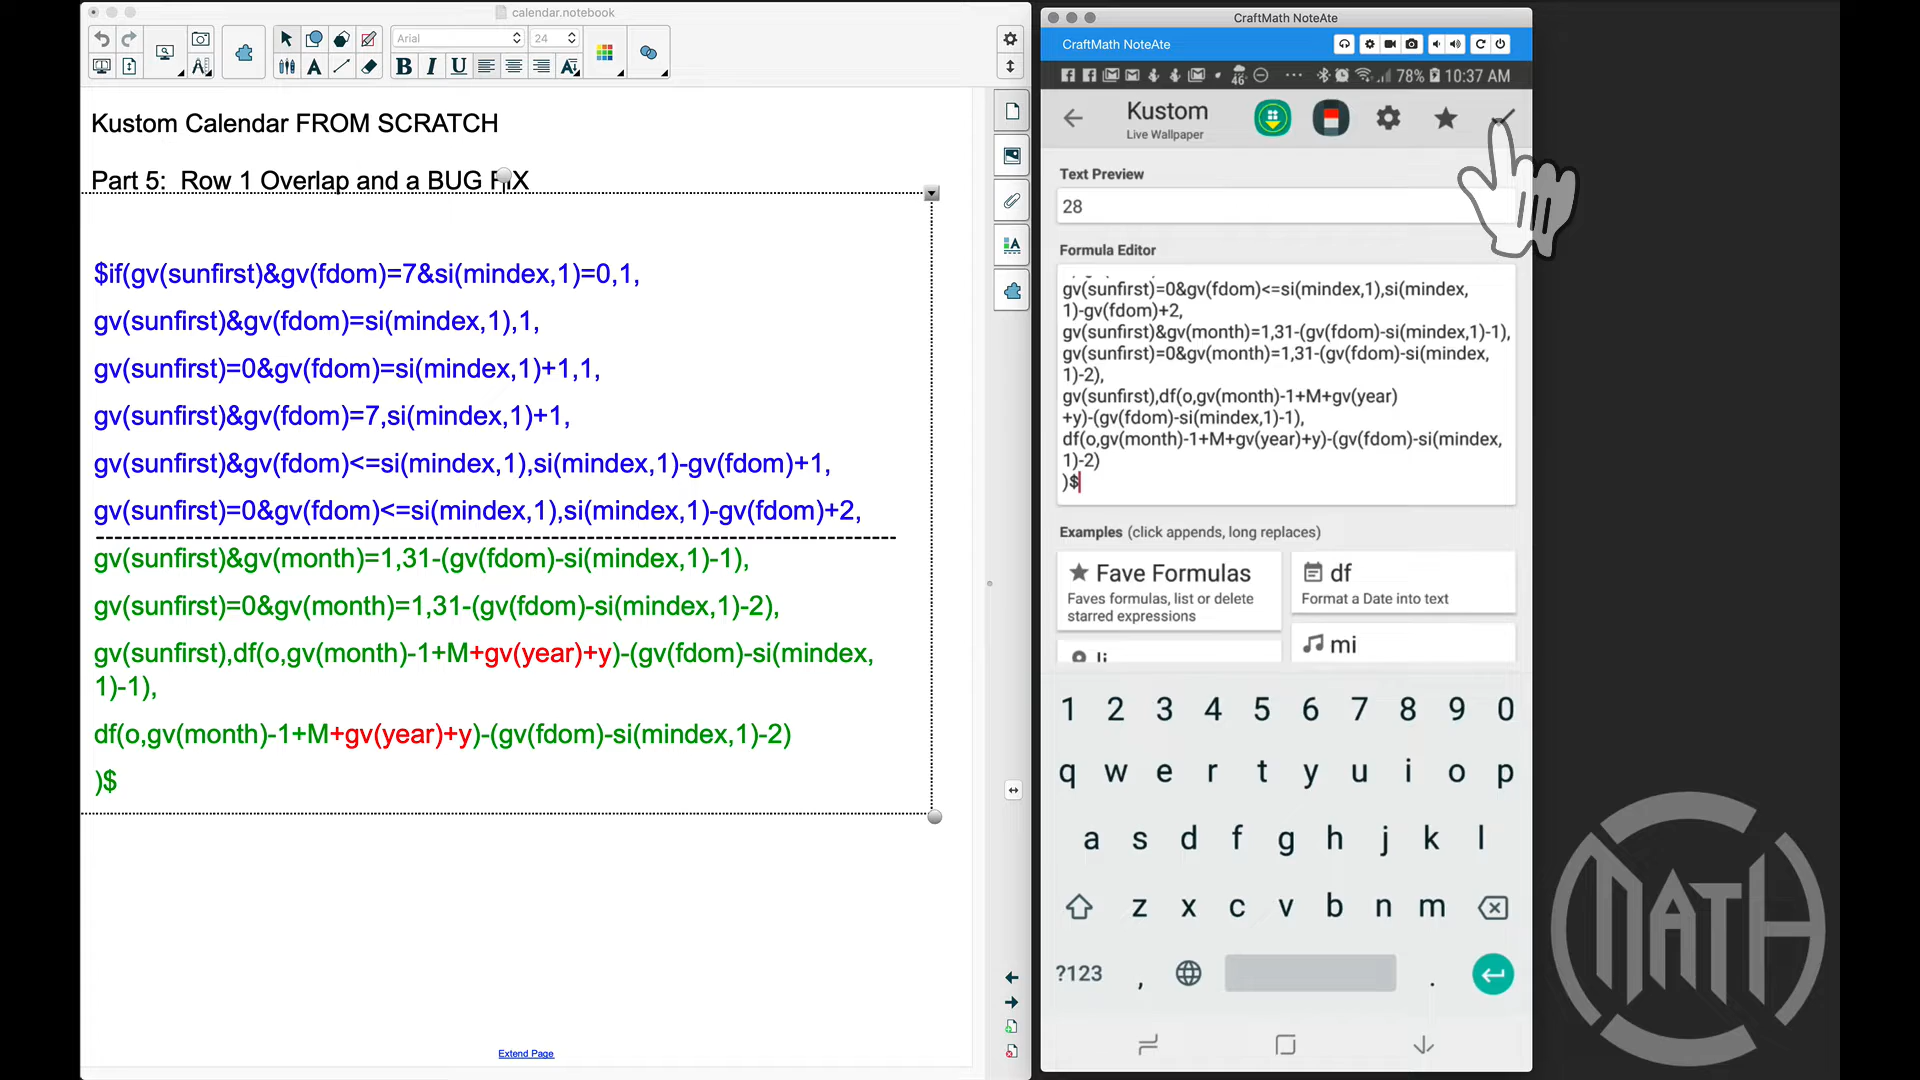 calendar.notebook
Arial
24
B I U
Kustom Calendar FROM SCRATCH
Part 5: Row 1 Overlap and a BUG FIX
$if(gv(sunfirst)&gv(fdom)=7&si(mindex,1)=0,1,
gv(sunfirst)&gv(fdom)=si(mindex,1),1,
gv(sunfirst)=0&gv(fdom)=si(mindex,1)+1,1,
gv(sunfirst)&gv(fdom)=7,si(mindex,1)+1,
gv(sunfirst)&gv(fdom)<=si(mindex,1),si(mindex,1)-gv(fdom)+1,
gv(sunfirst)=0&gv(fdom)<=si(mindex,1),si(mindex,1)-gv(fdom)+2,
gv(sunfirst)&gv(month)=1,31-(gv(fdom)-si(mindex,1)-1),
gv(sunfirst)=0&gv(month)=1,31-(gv(fdom)-si(mindex,1)-2),
gv(sunfirst),df(o,gv(month)-1+M+gv(year)+y)-(gv(fdom)-si(mindex,
1)-1),
df(o,gv(month)-1+M+gv(year)+y)-(gv(fdom)-si(mindex,1)-2)
)$
Extend Page
CraftMath NoteAte
CraftMath NoteAte
46
78% 10:37 AM
Kustom
Live Wallpaper
Text Preview
28
Formula Editor
gv(sunfirst)=0&gv(fdom)<=si(mindex,1),si(mindex,
1)-gv(fdom)+2,
gv(sunfirst)&gv(month)=1,31-(gv(fdom)-si(mindex,1)-1),
gv(sunfirst)=0&gv(month)=1,31-(gv(fdom)-si(mindex,
1)-2),
gv(sunfirst),df(o,gv(month)-1+M+gv(year)
+y)-(gv(fdom)-si(mindex,1)-1),
df(o,gv(month)-1+M+gv(year)+y)-(gv(fdom)-si(mindex,
1)-2)
)$
Examples (click appends, long replaces)
Fave Formulas
Faves formulas, list or delete
starred expressions
df
Format a Date into text
li
mi
1 2 3 4 5 6 7 8 9 0
q w e r t y u i o p
a s d f g h j k l
z x c v b n m
?123 , .
MATH